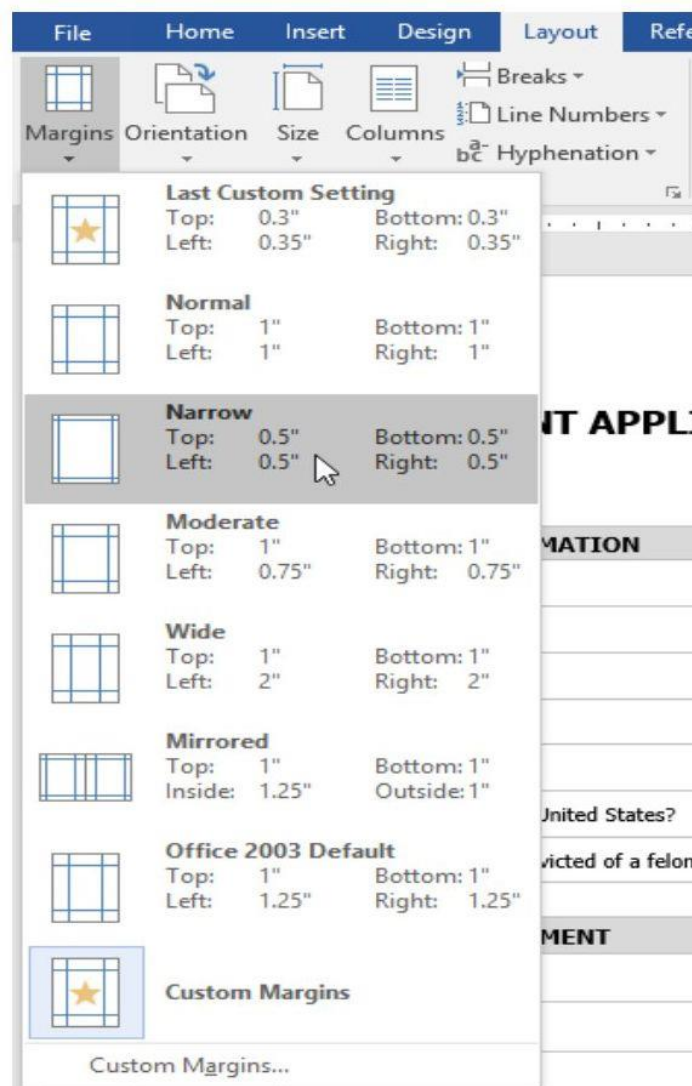 File Home Insert Design Layout Refe
Breaks
Line Numbers
Margins Orientation Size Columns
Hyphenation
Last Custom Setting
Top: 0.3" Bottom: 0.3"
Left: 0.35" Right: 0.35"
Normal
Top: 1" Bottom: 1"
Left: 1" Right: 1"
Narrow
Top: 0.5" Bottom: 0.5"
Left: 0.5" Right: 0.5"
NT APPLI
Moderate
Top: 1" Bottom: 1"
Left: 0.75" Right: 0.75"
MATION
Wide
Top: 1" Bottom: 1"
Left: 2" Right: 2"
Mirrored
Top: 1" Bottom: 1"
Inside: 1.25" Outside: 1"
United States?
Office 2003 Default
Top: 1" Bottom: 1"
Left: 1.25" Right: 1.25"
victed of a felon
MENT
Custom Margins
Custom Margins...